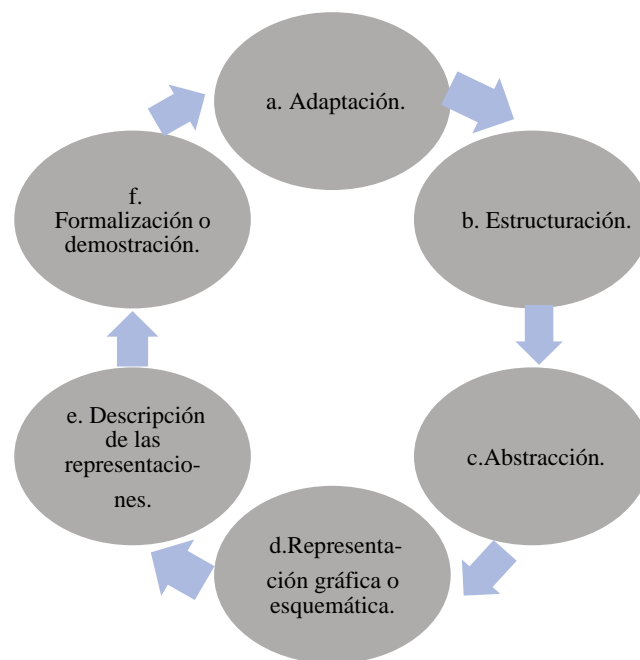 a. Adaptación.
b. Estructuración.
c.Abstracción.
d.Representa-
ción gráfica o
esquemática.
e. Descripción
de las
representacio-
nes.
f.
Formalización o
demostración.